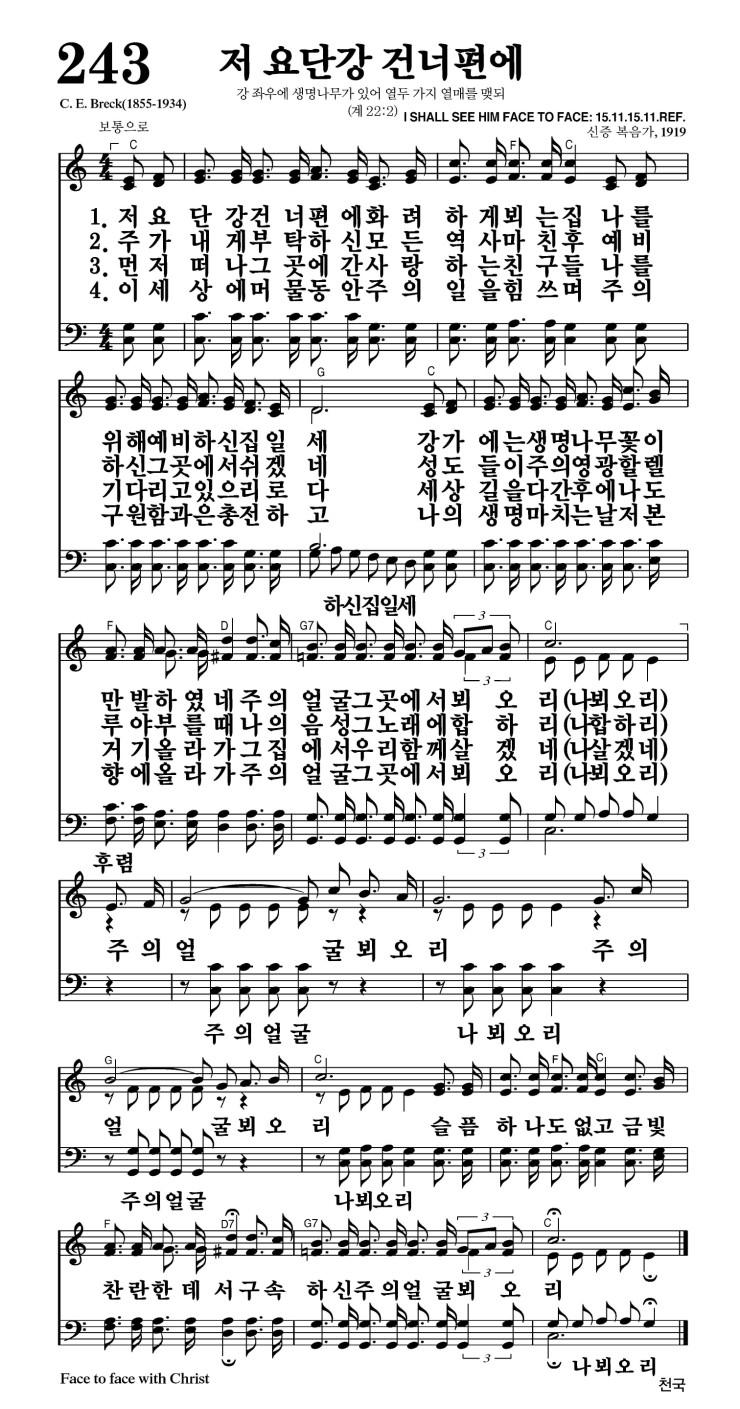 243 저 요단강 건너편에
강 좌우에 생명나무가 있어 열두 가지 열매를 맺되
(계 22:2)
C. E. Breck(1855-1934)
I SHALL SEE HIM FACE TO FACE: 15.11.15.11.REF.
신증 복음가, 1919
보통으로
C F C
1. 저 요 단 강건 너편 에화 려 하 게뵈 는집 나 를
2. 주 가 내 게부 탁하 신모 든 역 사마 친후 예 비
3. 먼 저 떠 나그 곳에 간사 랑 하 는친 구들 나 를
4. 이 세 상 에머 물동 안주 의 일 을힘 쓰며 주 의
G C
위해예비하신집일 세 강가 에는생명나무꽃이
하신그곳에서쉬겠 네 성도 들이주의영광할렐
기다리고있으리로 다 세상 길을다간후에나도
구원함과은총전하 고 나의 생명마치는날저본
하신집일세
F D G7 3 C
3
만 발하 였 네주 의 얼 굴그 곳에 서뵈 오 리 (나뵈오리)
루 야부 를 때나 의 음 성그 노래 에합 하 리 (나합하리)
거 기올 라 가그 집 에 서우 리함 께살 겠 네 (나살겠네)
향 에올 라 가주 의 얼 굴그 곳에 서뵈 오 리 (나뵈오리)
3
후렴
주 의 얼 굴 뵈 오 리 주 의
주 의 얼 굴 나 뵈 오 리
G C F C
얼 굴 뵈 오 리 슬 픔 하 나도 없고 금 빛
주의얼굴 나뵈오리
F D7 G7 3 C
3
찬 란한 데 서 구 속 하 신주 의얼 굴뵈 오 리
3
나 뵈 오 리
Face to face with Christ
천국